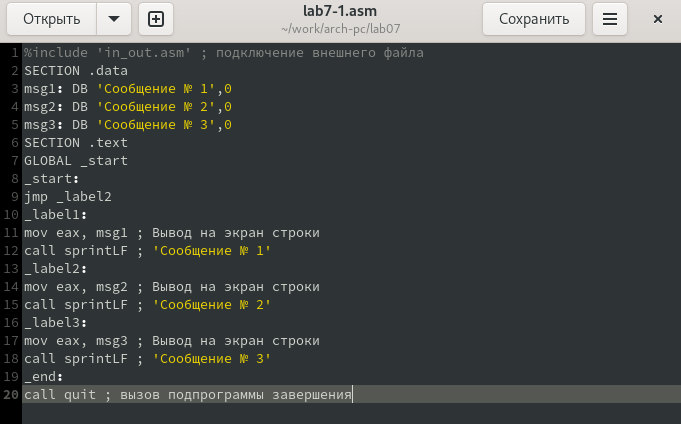 Открыть
lab7-1.asm
~/work/arch-pc/lab07
Сохранить
1 %include 'in_out.asm' ; подключение внешнего файла
2 SECTION .data
3 msg1: DB 'Сообщение № 1',0
4 msg2: DB 'Сообщение № 2',0
5 msg3: DB 'Сообщение № 3',0
6 SECTION .text
7 GLOBAL _start
8 _start:
9 jmp _label2
10 _label1:
11 mov eax, msg1 ; Вывод на экран строки
12 call sprintLF ; 'Сообщение № 1'
13 _label2:
14 mov eax, msg2 ; Вывод на экран строки
15 call sprintLF ; 'Сообщение № 2'
16 _label3:
17 mov eax, msg3 ; Вывод на экран строки
18 call sprintLF ; 'Сообщение № 3'
19 _end:
20 call quit ; вызов подпрограммы завершения